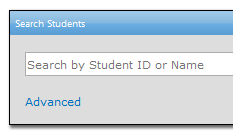 Search Students
Search by Student ID or Name
Advanced